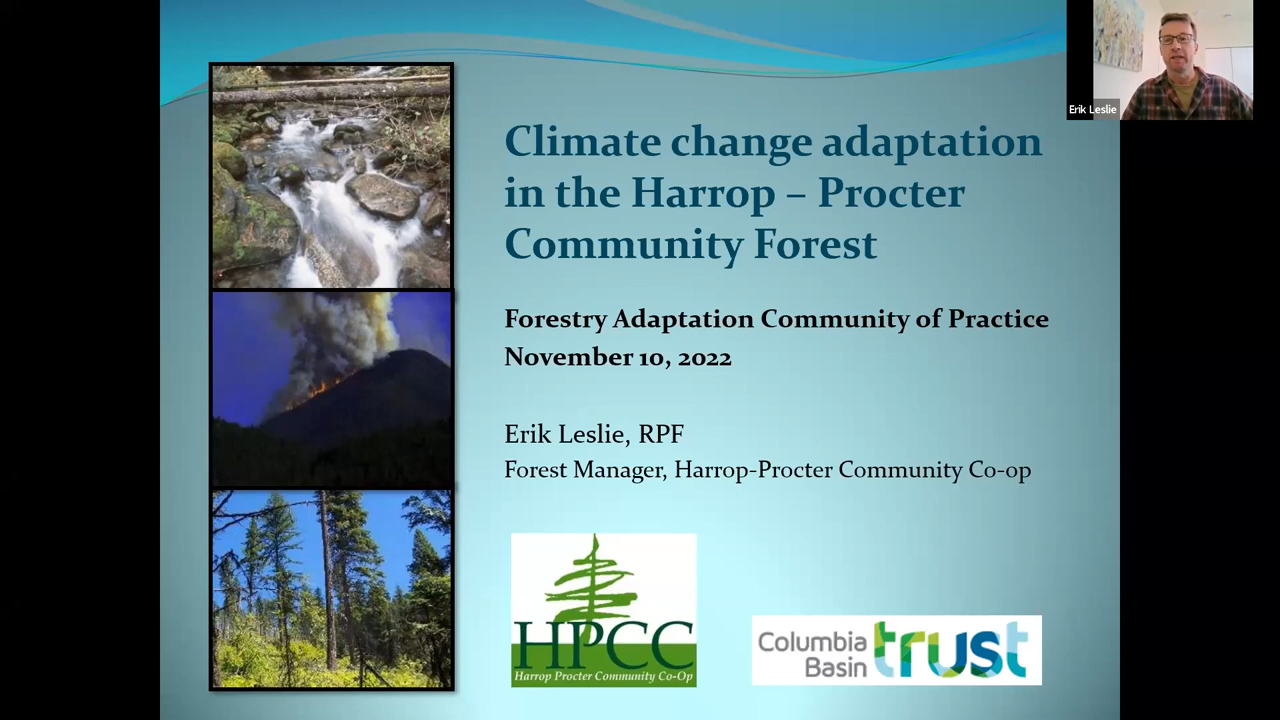 Erik Leslie
Climate change adaptation
in the Harrop – Procter
Community Forest
Forestry Adaptation Community of Practice
November 10, 2022
Erik Leslie, RPF
Forest Manager, Harrop-Procter Community Co-op
HPCC
Harrop Procter Community Co-Op
Columbia
Basin
trust